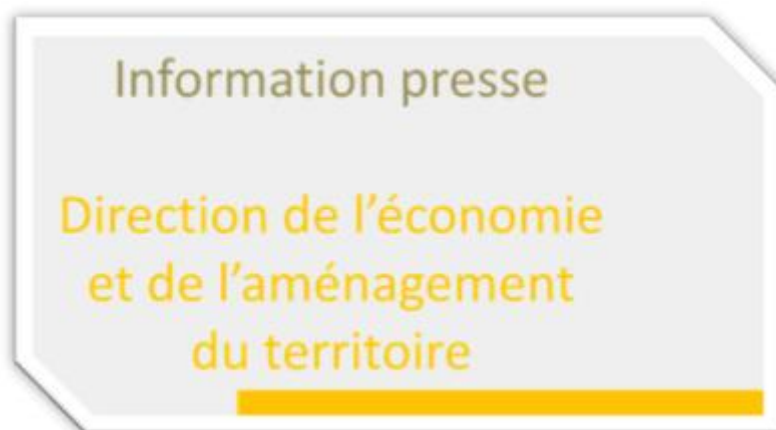 Information presse
Direction de l'économie
et de l'aménagement
du territoire